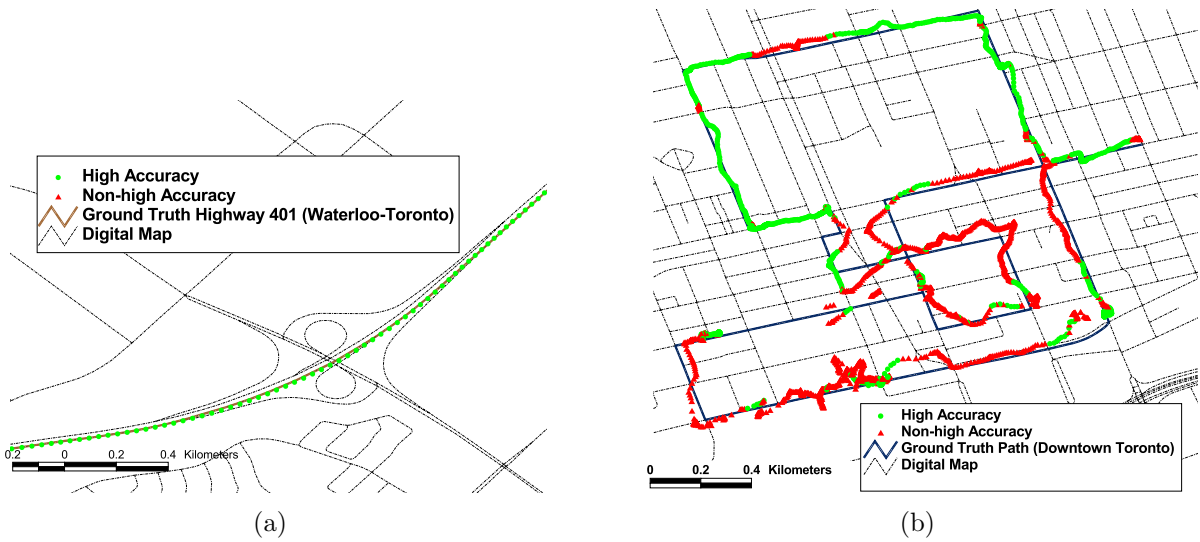 High Accuracy
Non-high Accuracy
Ground Truth Highway 401 (Waterloo-Toronto)
Digital Map
0.2 0 0.2 0.4 Kilometers
(a)
High Accuracy
Non-high Accuracy
Ground Truth Path (Downtown Toronto)
Digital Map
0 0.2 0.4 Kilometers
(b)